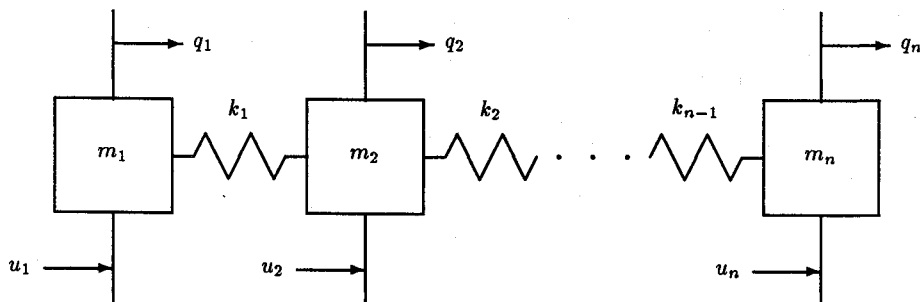 q₁ q₂ qₙ
k₁ k₂ kₙ₋₁
m₁ m₂ mₙ
u₁ u₂ uₙ